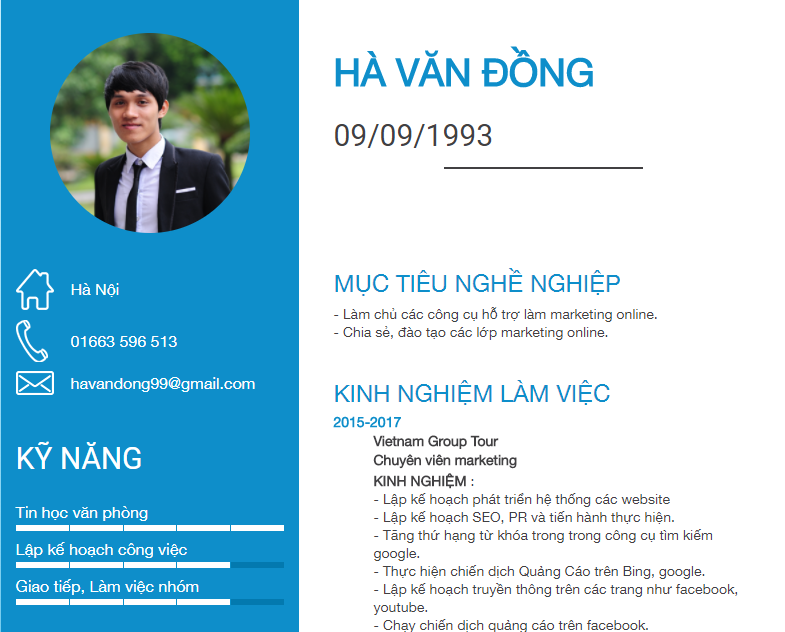 Hà Nội
01663 596 513
havandong99@gmail.com
KỸ NĂNG
Tin học văn phòng
Lập kế hoạch công việc
Giao tiếp, Làm việc nhóm
HÀ VĂN ĐỒNG
09/09/1993
MỤC TIÊU NGHỀ NGHIỆP
- Làm chủ các công cụ hỗ trợ làm marketing online.
- Chia sẻ, đào tạo các lớp marketing online.
KINH NGHIỆM LÀM VIỆC
2015-2017
Vietnam Group Tour
Chuyên viên marketing
KINH NGHIỆM :
- Lập kế hoạch phát triển hệ thống các website
- Lập kế hoạch SEO, PR và tiến hành thực hiện.
- Tăng thứ hạng từ khóa trong trong công cụ tìm kiếm
google.
- Thực hiện chiến dịch Quảng Cáo trên Bing, google.
- Lập kế hoạch truyền thông trên các trang như facebook,
youtube.
- Chạy chiến dịch quảng cáo trên facebook.